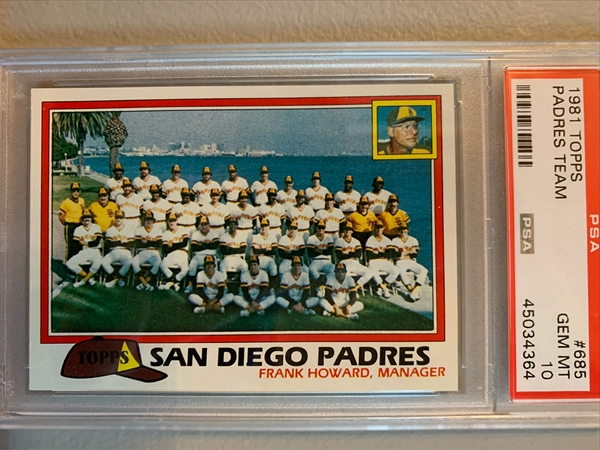 TOPPS
SAN DIEGO PADRES
FRANK HOWARD, MANAGER
1981 TOPPS
PADRES TEAM
#685
GEM MT
10
PSA
45034364
PSA